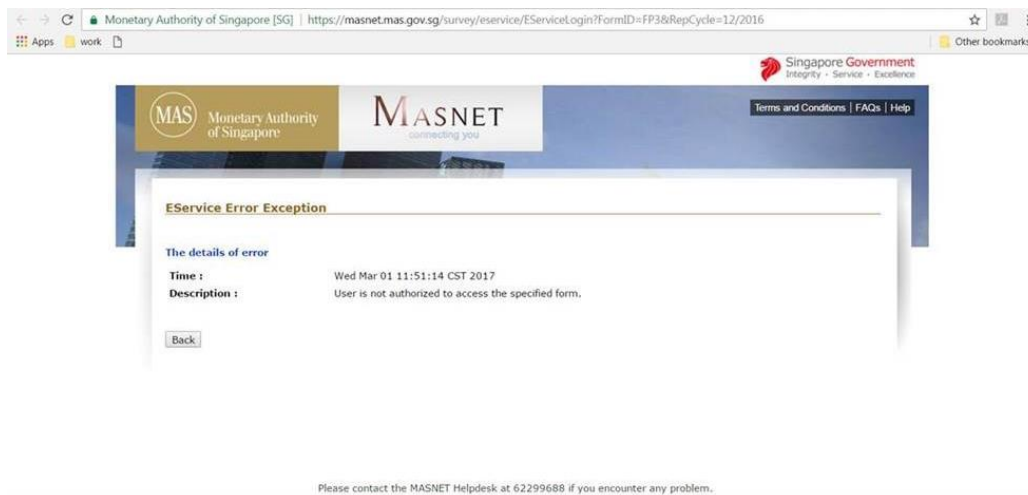 Monetary Authority of Singapore [SG] | https://masnet.mas.gov.sg/survey/eservice/EServiceLogin?FormID=FP3&RepCycle=12/2016
Apps work Other bookmarks
Singapore Government
Integrity · Service · Excellence
MAS Monetary Authority of Singapore
MASNET
connecting you
Terms and Conditions | FAQs | Help
EService Error Exception
The details of error
Time : Wed Mar 01 11:51:14 CST 2017
Description : User is not authorized to access the specified form.
Back
Please contact the MASNET Helpdesk at 62299688 if you encounter any problem.